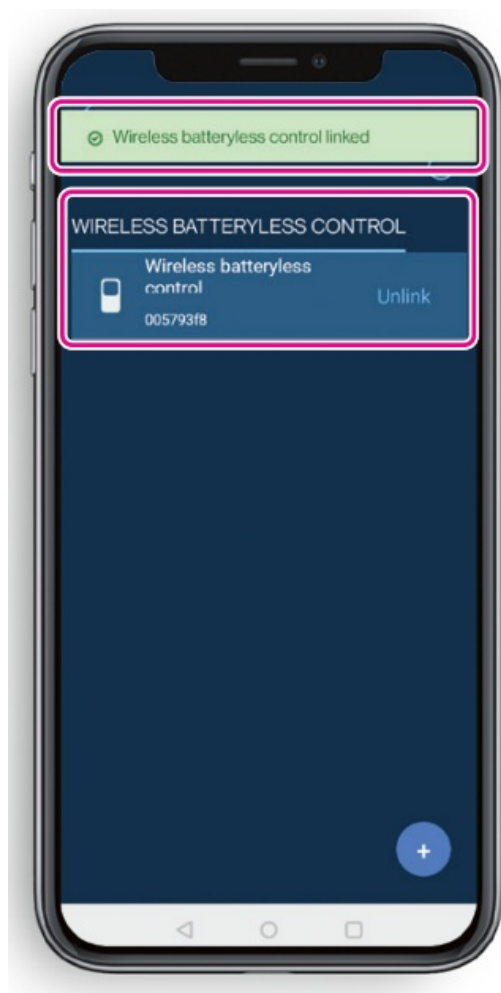 Wireless batteryless control linked
WIRELESS BATTERYLESS CONTROL
Wireless batteryless
control
Unlink
005793f8
+